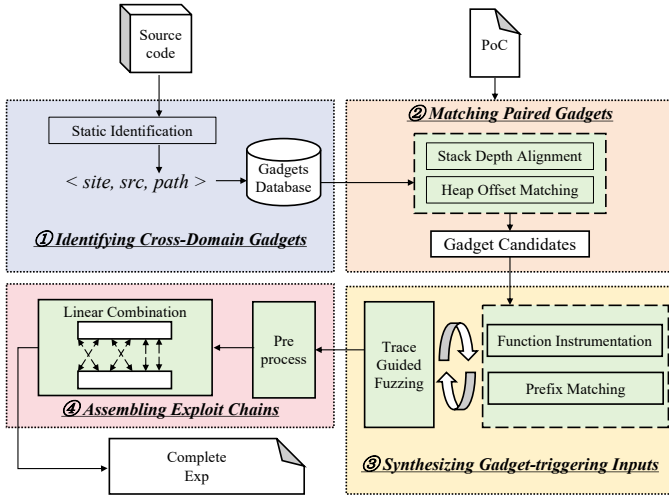 Source
code
PoC
② Matching Paired Gadgets
Static Identification
Stack Depth Alignment
Gadgets
Database
< site, src, path >
Heap Offset Matching
① Identifying Cross-Domain Gadgets
Gadget Candidates
Linear Combination
Pre
process
Trace
Guided
Fuzzing
Function Instrumentation
Prefix Matching
④ Assembling Exploit Chains
Complete
Exp
③ Synthesizing Gadget-triggering Inputs